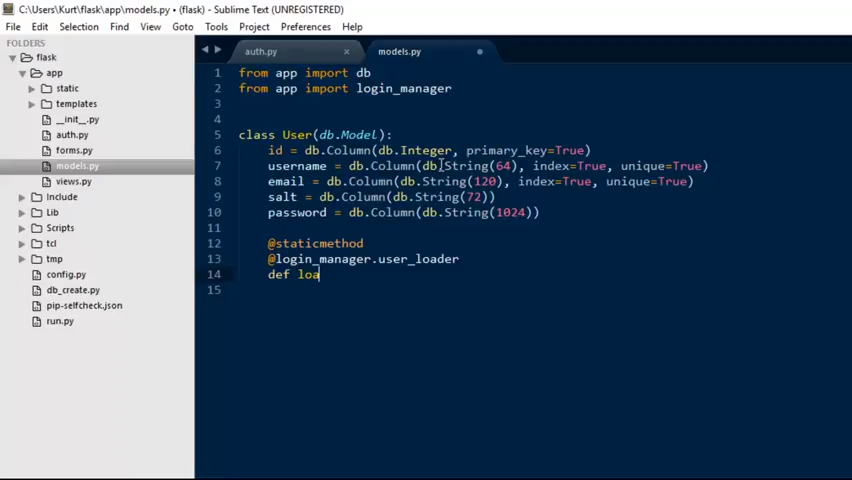 C:\Users\Kurt\flask\app\models.py • (flask) - Sublime Text (UNREGISTERED)
File Edit Selection Find View Goto Tools Project Preferences Help
FOLDERS
flask
app
static
templates
__init__.py
auth.py
forms.py
models.py
views.py
Include
Lib
Scripts
tcl
tmp
config.py
db_create.py
pip-selfcheck.json
run.py
auth.py × models.py
1 from app import db
2 from app import login_manager
3
4
5 class User(db.Model):
6 id = db.Column(db.Integer, primary_key=True)
7 username = db.Column(db.String(64), index=True, unique=True)
8 email = db.Column(db.String(120), index=True, unique=True)
9 salt = db.Column(db.String(72))
10 password = db.Column(db.String(1024))
11
12 @staticmethod
13 @login_manager.user_loader
14 def loa
15